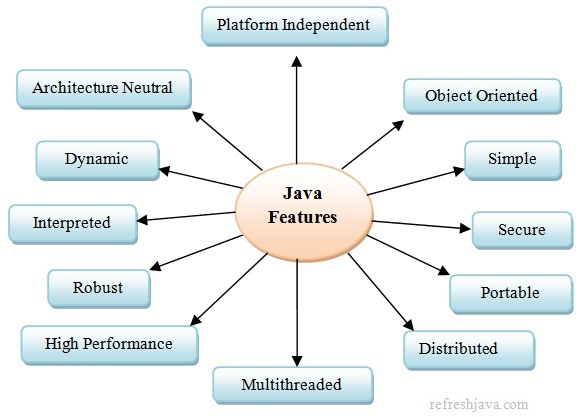 Platform Independent
Architecture Neutral
Object Oriented
Dynamic
Simple
Java
Features
Interpreted
Secure
Robust
Portable
High Performance
Distributed
Multithreaded
refreshjava.com